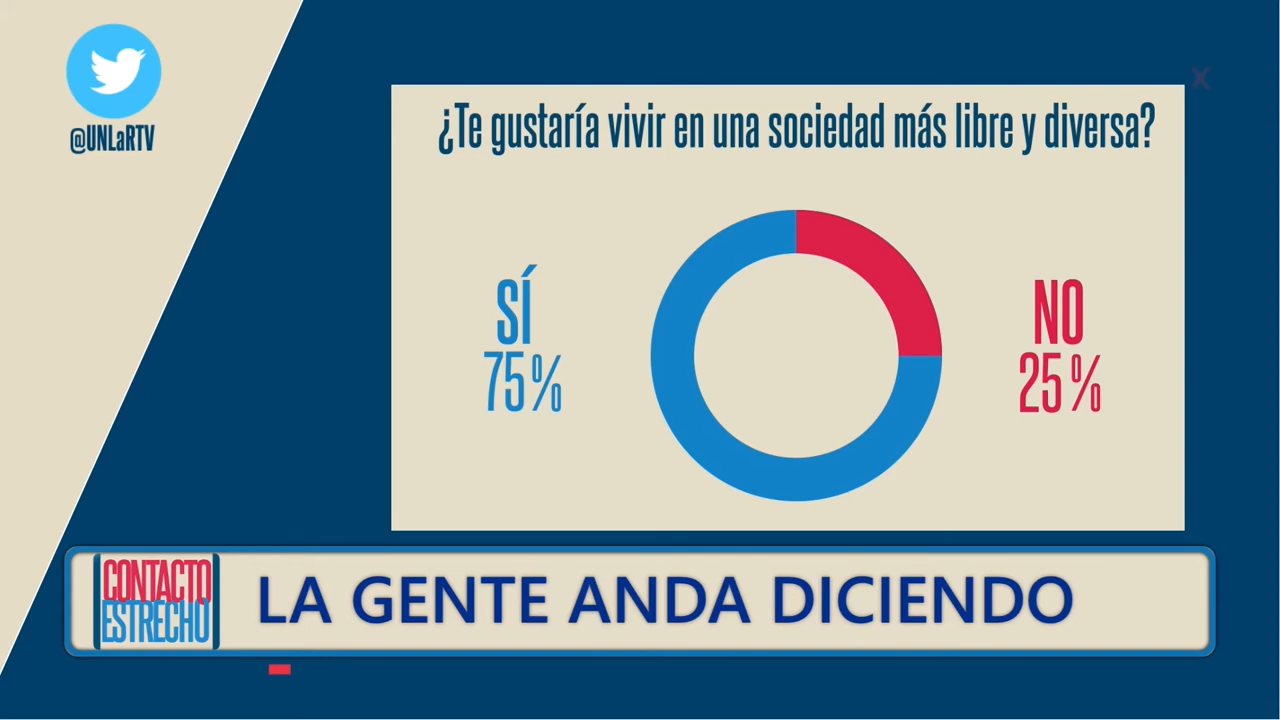 @UNLaRTV
X
¿Te gustaría vivir en una sociedad más libre y diversa?
SÍ
75%
NO
25%
CONTACTO
ESTRECHO
LA GENTE ANDA DICIENDO